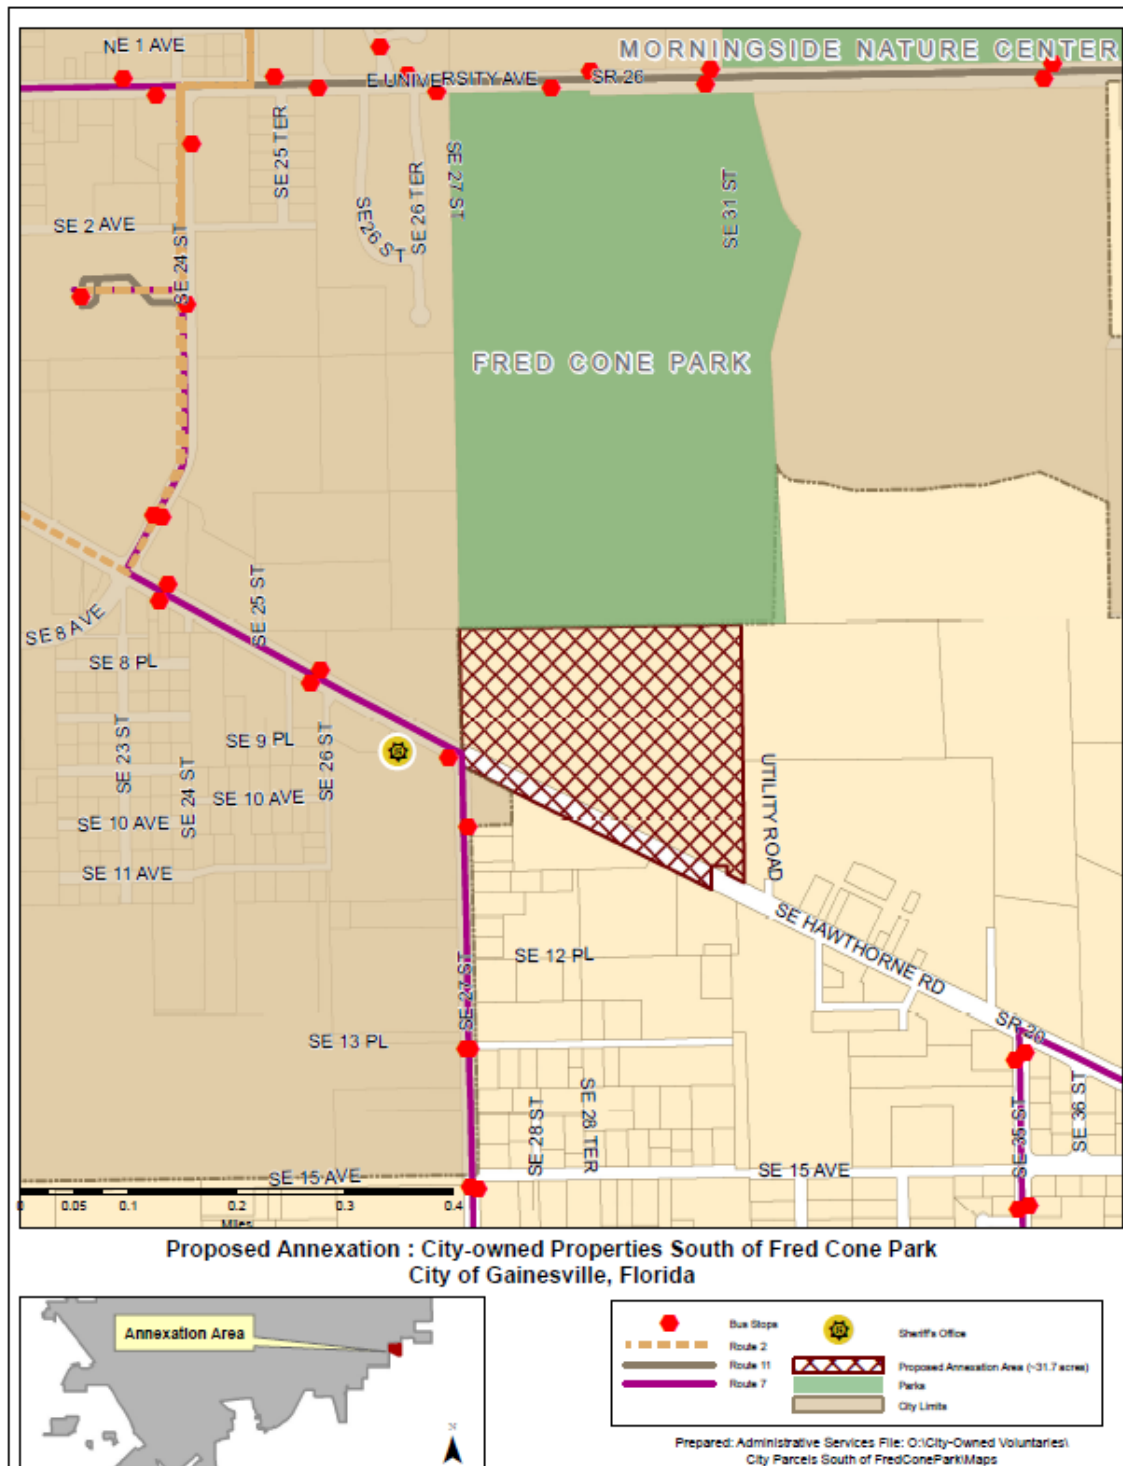 NE 1 AVE
MORNINGSIDE NATURE CENTER
E UNIVERSITY AVE
SR 26
SE 25 TER
SE 26 ST
SE 26 TER
SE 27 ST
SE 31 ST
SE 2 AVE
SE 24 ST
FRED CONE PARK
SE 8 AVE
SE 25 ST
SE 8 PL
SE 23 ST
SE 24 ST
SE 9 PL
SE 26 ST
SE 10 AVE
SE 10 AVE
SE 11 AVE
UTILITY ROAD
SE HAWTHORNE RD
SR 20
SE 12 PL
SE 27 ST
SE 13 PL
SE 28 ST
SE 28 TER
SE 35 ST
SE 36 ST
SE 15 AVE
SE 15 AVE
0 0.05 0.1 0.2 0.3 0.4
Miles
Proposed Annexation : City-owned Properties South of Fred Cone Park
City of Gainesville, Florida
Annexation Area
N
Bus Stops
Route 2
Route 11
Route 7
Sheriff's Office
Proposed Annexation Area (~31.7 acres)
Parks
City Limits
Prepared: Administrative Services File: O:\City-Owned Voluntaries\
City Parcels South of FredConePark\Maps